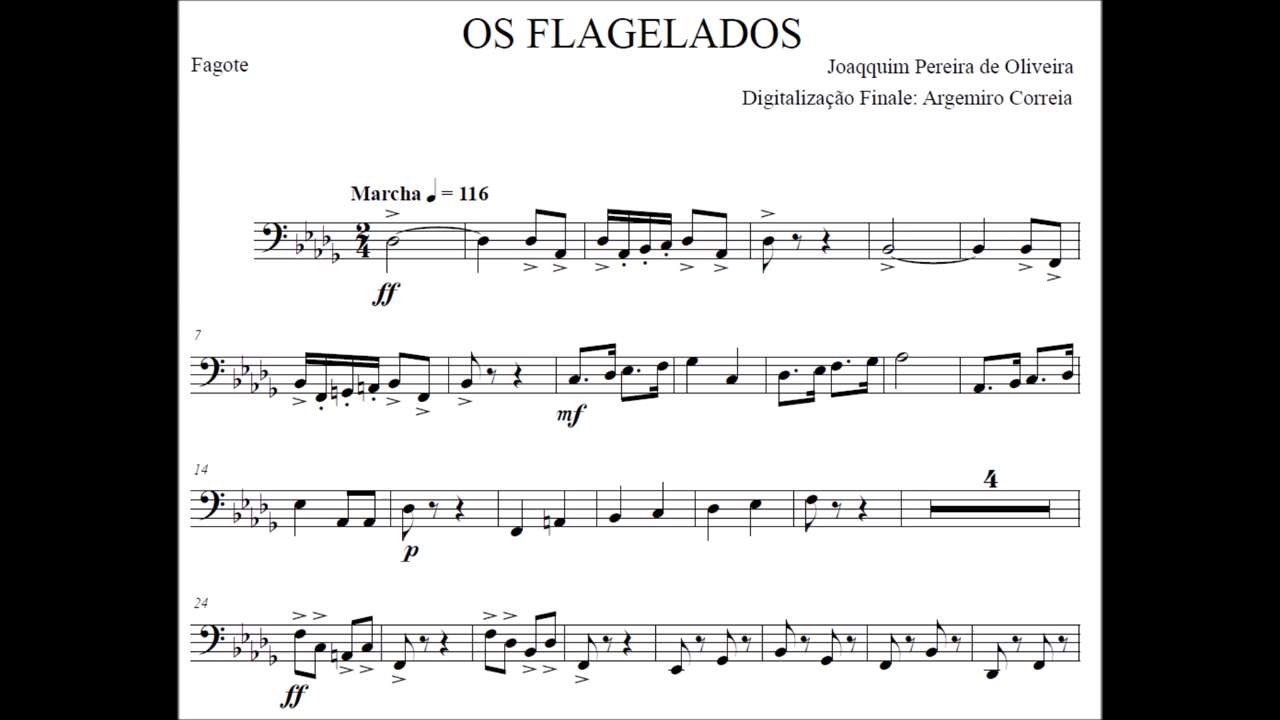 OS FLAGELADOS
Fagote
Joaqquim Pereira de Oliveira
Digitalização Finale: Argemiro Correia
Marcha ♩ = 116
2
4
ff
7
mf
14
4
p
24
ff